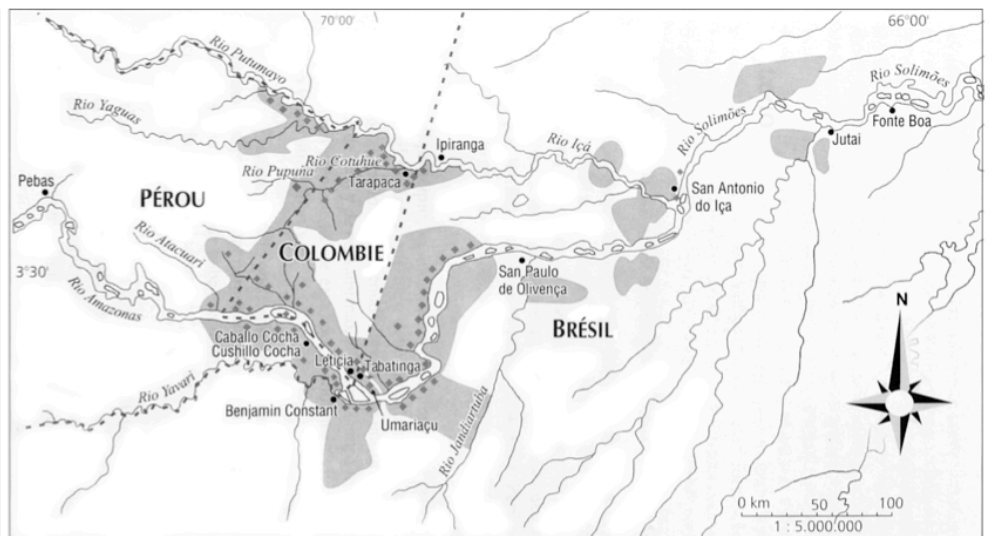 70°00'
66°00'
Rio Putumayo
Rio Solimões
Rio Yaguas
Rio Solimões
Fonte Boa
Ipiranga
Rio Içá
Jutai
Rio Cotuhue
Rio Pupuña
Pebas
Tarapaca
PÉROU
San Antonio
do Iça
Rio Atacuari
COLOMBIE
3°30'
San Paulo
de Olivença
Rio Amazonas
BRÉSIL
N
Caballo Cocha
Cushillo Cocha
Leticia
Tabatinga
Rio Yavari
Benjamin Constant
Umariaçu
Rio Jandiartuba
0 km 50 100
1 : 5.000.000